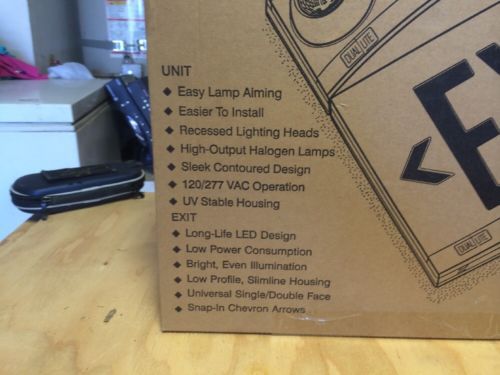 DUAL LITE
EX
UNIT
◆ Easy Lamp Aiming
◆ Easier To Install
◆ Recessed Lighting Heads
◆ High-Output Halogen Lamps
◆ Sleek Contoured Design
◆ 120/277 VAC Operation
◆ UV Stable Housing
EXIT
◆ Long-Life LED Design
◆ Low Power Consumption
◆ Bright, Even Illumination
◆ Low Profile, Slimline Housing
◆ Universal Single/Double Face
◆ Snap-In Chevron Arrows
DUAL LITE